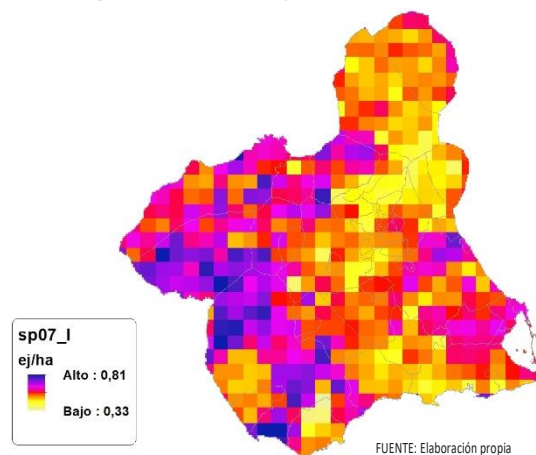 sp07_I
ej/ha
Alto : 0,81
Bajo : 0,33
FUENTE: Elaboración propia